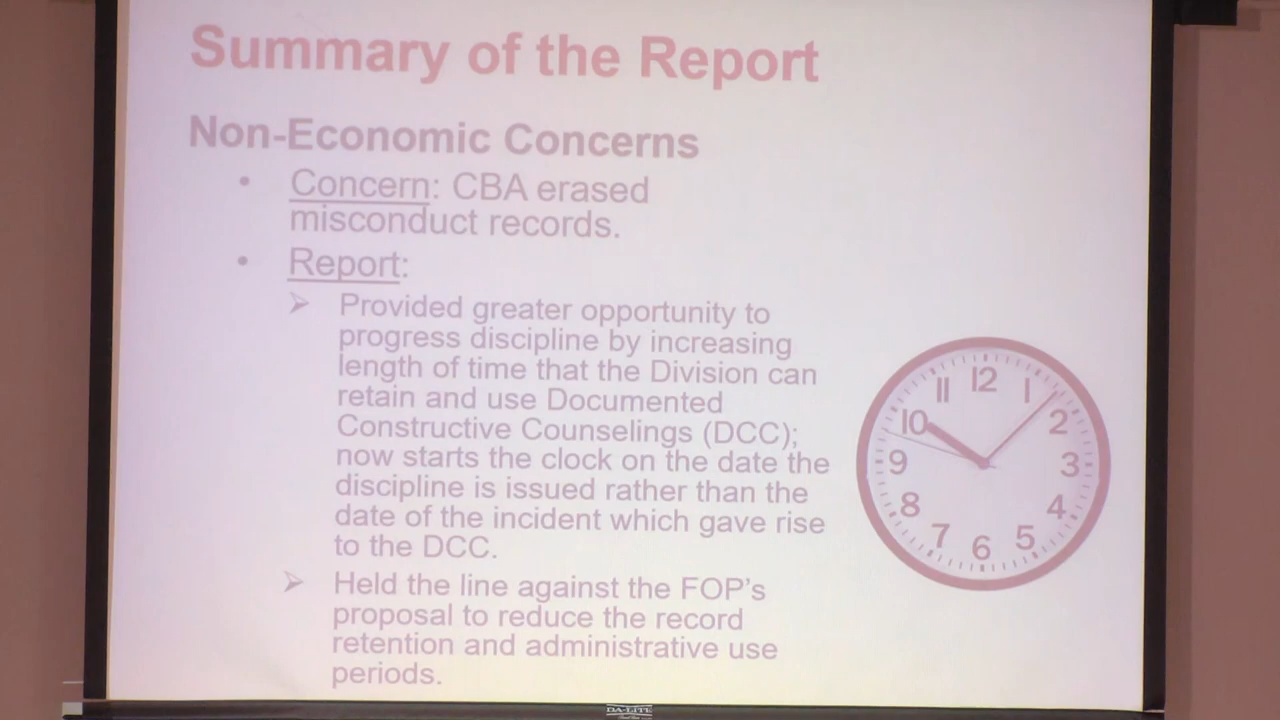 Summary of the Report
Non-Economic Concerns
• Concern: CBA erased
misconduct records.
• Report:
➢ Provided greater opportunity to
progress discipline by increasing
length of time that the Division can
retain and use Documented
Constructive Counselings (DCC);
now starts the clock on the date the
discipline is issued rather than the
date of the incident which gave rise
to the DCC.
➢ Held the line against the FOP's
proposal to reduce the record
retention and administrative use
periods.
12
1
2
3
4
5
6
7
8
9
10
11
DA-LITE